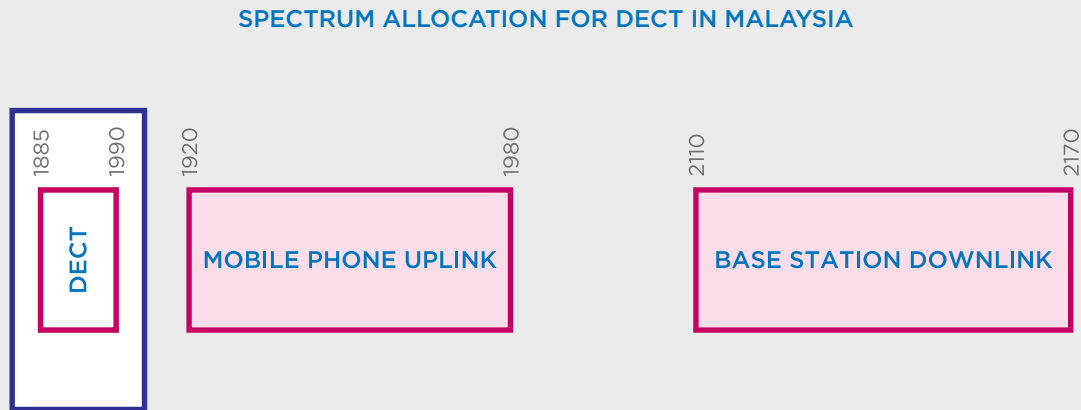 SPECTRUM ALLOCATION FOR DECT IN MALAYSIA
1885
1990
1920
1980
2110
2170
DECT
MOBILE PHONE UPLINK
BASE STATION DOWNLINK